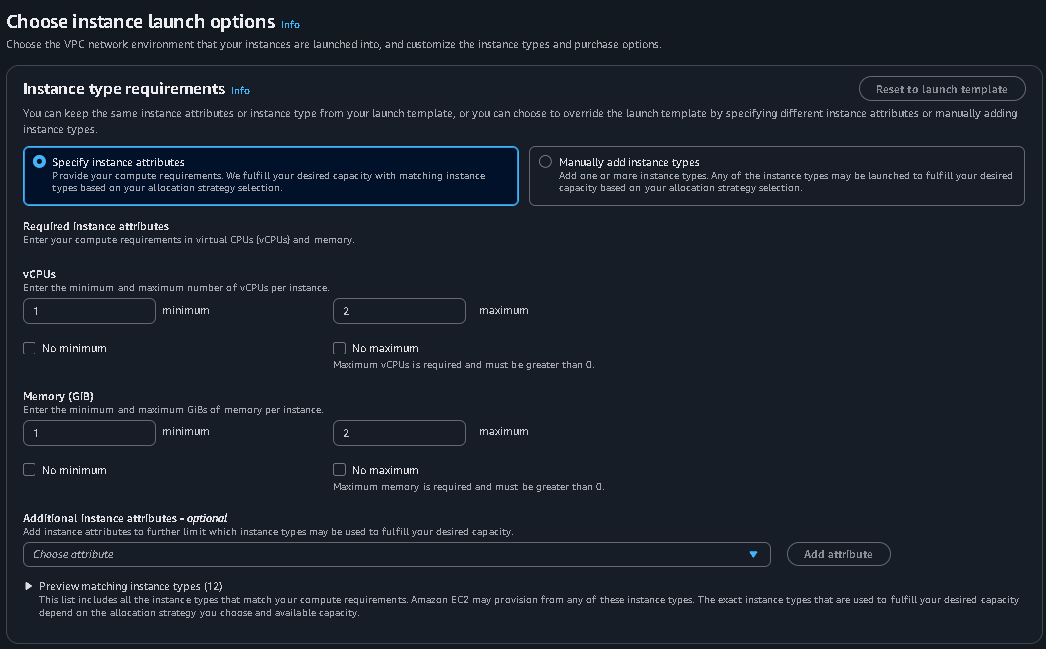 Choose instance launch options Info
Choose the VPC network environment that your instances are launched into, and customize the instance types and purchase options.
Instance type requirements Info
Reset to launch template
You can keep the same instance attributes or instance type from your launch template, or you can choose to override the launch template by specifying different instance attributes or manually adding
instance types.
Specify instance attributes
Provide your compute requirements. We fulfill your desired capacity with matching instance
types based on your allocation strategy selection.
Manually add instance types
Add one or more instance types. Any of the instance types may be launched to fulfill your desired
capacity based on your allocation strategy selection.
Required instance attributes
Enter your compute requirements in virtual CPUs (vCPUs) and memory.
vCPUs
Enter the minimum and maximum number of vCPUs per instance.
1 minimum 2 maximum
No minimum No maximum
Maximum vCPUs is required and must be greater than 0.
Memory (GiB)
Enter the minimum and maximum GiBs of memory per instance.
1 minimum 2 maximum
No minimum No maximum
Maximum memory is required and must be greater than 0.
Additional instance attributes - optional
Add instance attributes to further limit which instance types may be used to fulfill your desired capacity.
Choose attribute Add attribute
Preview matching instance types (12)
This list includes all the instance types that match your compute requirements. Amazon EC2 may provision from any of these instance types. The exact instance types that are used to fulfill your desired capacity
depend on the allocation strategy you choose and available capacity.